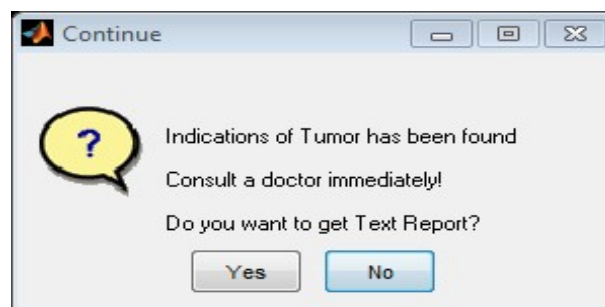 Continue
?
Indications of Tumor has been found
Consult a doctor immediately!
Do you want to get Text Report?
Yes No